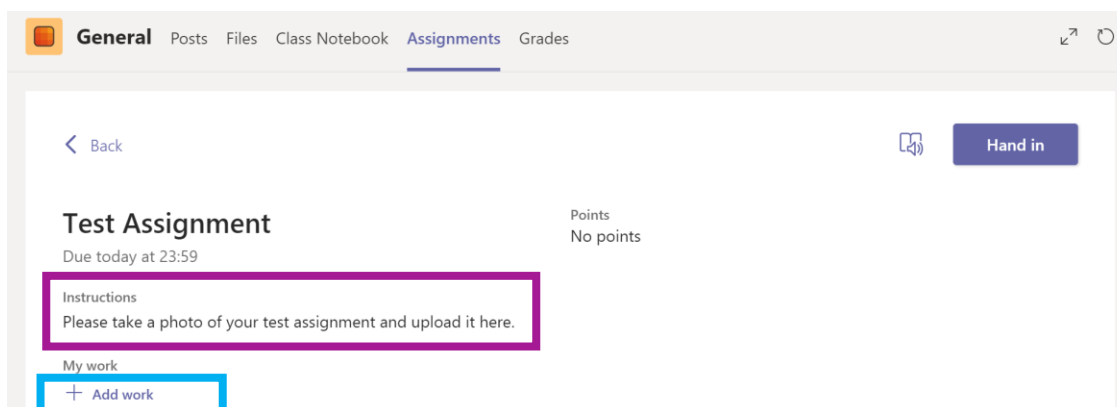 General Posts Files Class Notebook Assignments Grades
Back
Hand in
Test Assignment
Points
No points
Due today at 23:59
Instructions
Please take a photo of your test assignment and upload it here.
My work
+ Add work